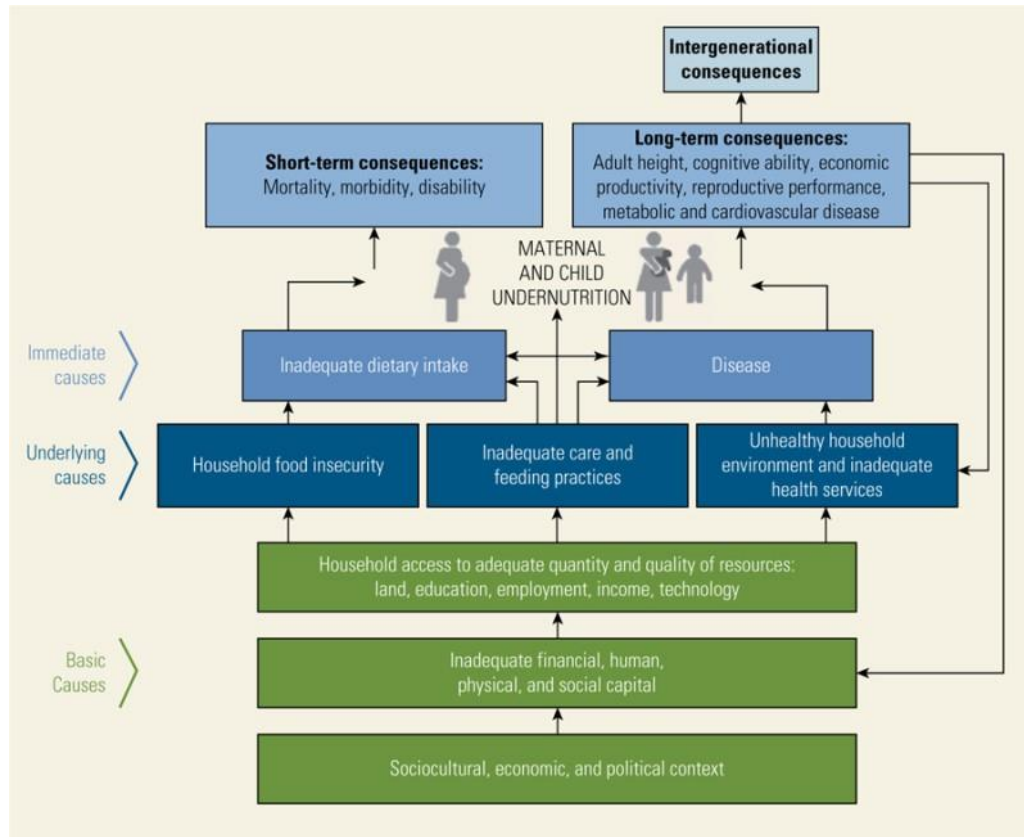 Intergenerational
consequences
Short-term consequences:
Mortality, morbidity, disability
Long-term consequences:
Adult height, cognitive ability, economic
productivity, reproductive performance,
metabolic and cardiovascular disease
MATERNAL
AND CHILD
UNDERNUTRITION
Immediate
causes
Inadequate dietary intake
Disease
Underlying
causes
Household food insecurity
Inadequate care and
feeding practices
Unhealthy household
environment and inadequate
health services
Household access to adequate quantity and quality of resources:
land, education, employment, income, technology
Basic
Causes
Inadequate financial, human,
physical, and social capital
Sociocultural, economic, and political context